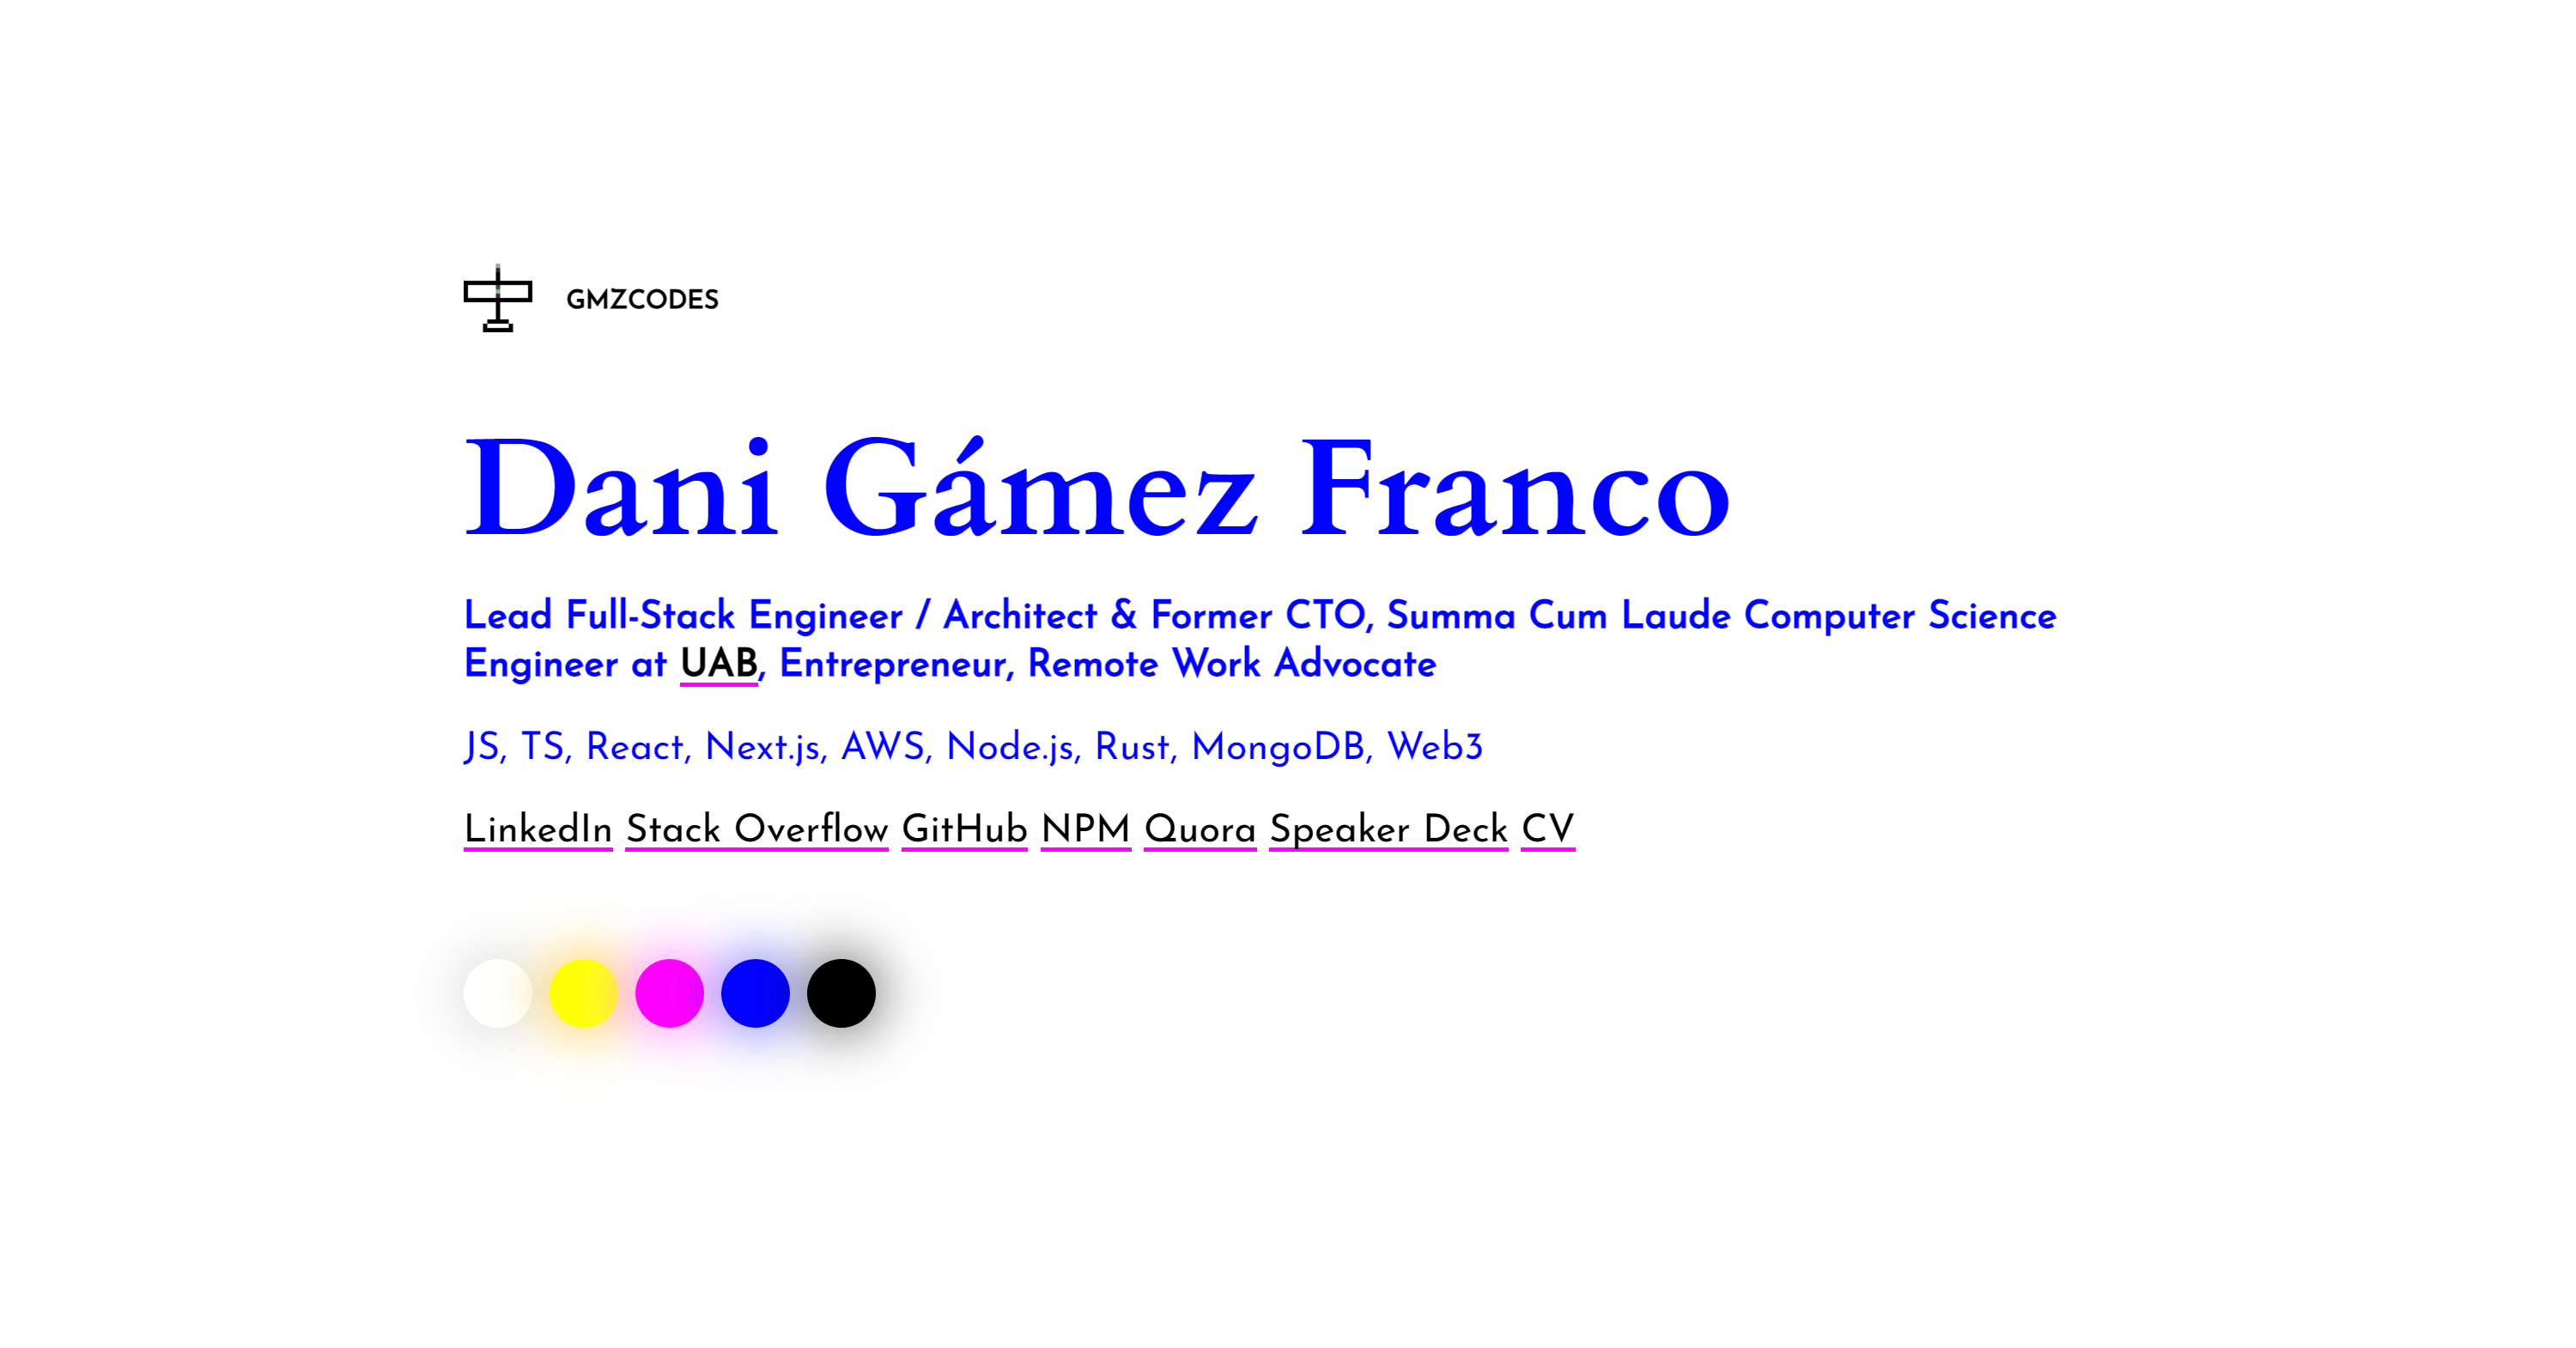 GMZCODES
Dani Gámez Franco
Lead Full-Stack Engineer / Architect & Former CTO, Summa Cum Laude Computer Science
Engineer at UAB, Entrepreneur, Remote Work Advocate
JS, TS, React, Next.js, AWS, Node.js, Rust, MongoDB, Web3
LinkedIn Stack Overflow GitHub NPM Quora Speaker Deck CV